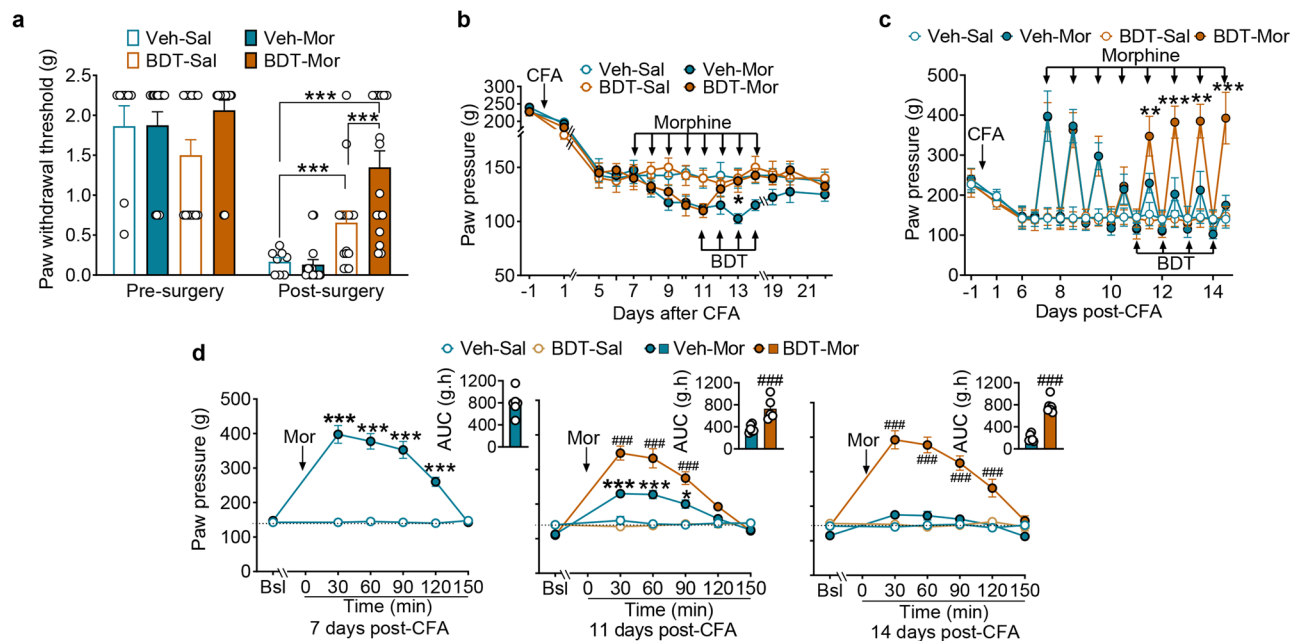 a
Veh-Sal Veh-Mor
BDT-Sal BDT-Mor
Paw withdrawal threshold (g)
2.5
2.0
1.5
1.0
0.5
0.0
***
***
***
Pre-surgery Post-surgery
b
CFA
Veh-Sal Veh-Mor
BDT-Sal BDT-Mor
Paw pressure (g)
300
250
200
150
100
50
Morphine
*
BDT
-1 1 5 7 9 11 13 19 21
Days after CFA
c
Veh-Sal Veh-Mor BDT-Sal BDT-Mor
Morphine
Paw pressure (g)
500
400
300
200
100
0
CFA
** *** ** ***
BDT
-1 1 6 8 10 12 14
Days post-CFA
d
Veh-Sal BDT-Sal Veh-Mor BDT-Mor
Paw pressure (g)
500
400
300
200
100
0
Mor
*** *** *** ***
AUC (g.h)
1200
800
400
0
Bsl 0 30 60 90 120 150
Time (min)
7 days post-CFA
Mor
### ### ###
*** *** *
AUC (g.h)
1200
800
400
0
###
Bsl 0 30 60 90 120 150
Time (min)
11 days post-CFA
Mor
### ### ### ###
AUC (g.h)
1200
800
400
0
###
Bsl 0 30 60 90 120 150
Time (min)
14 days post-CFA